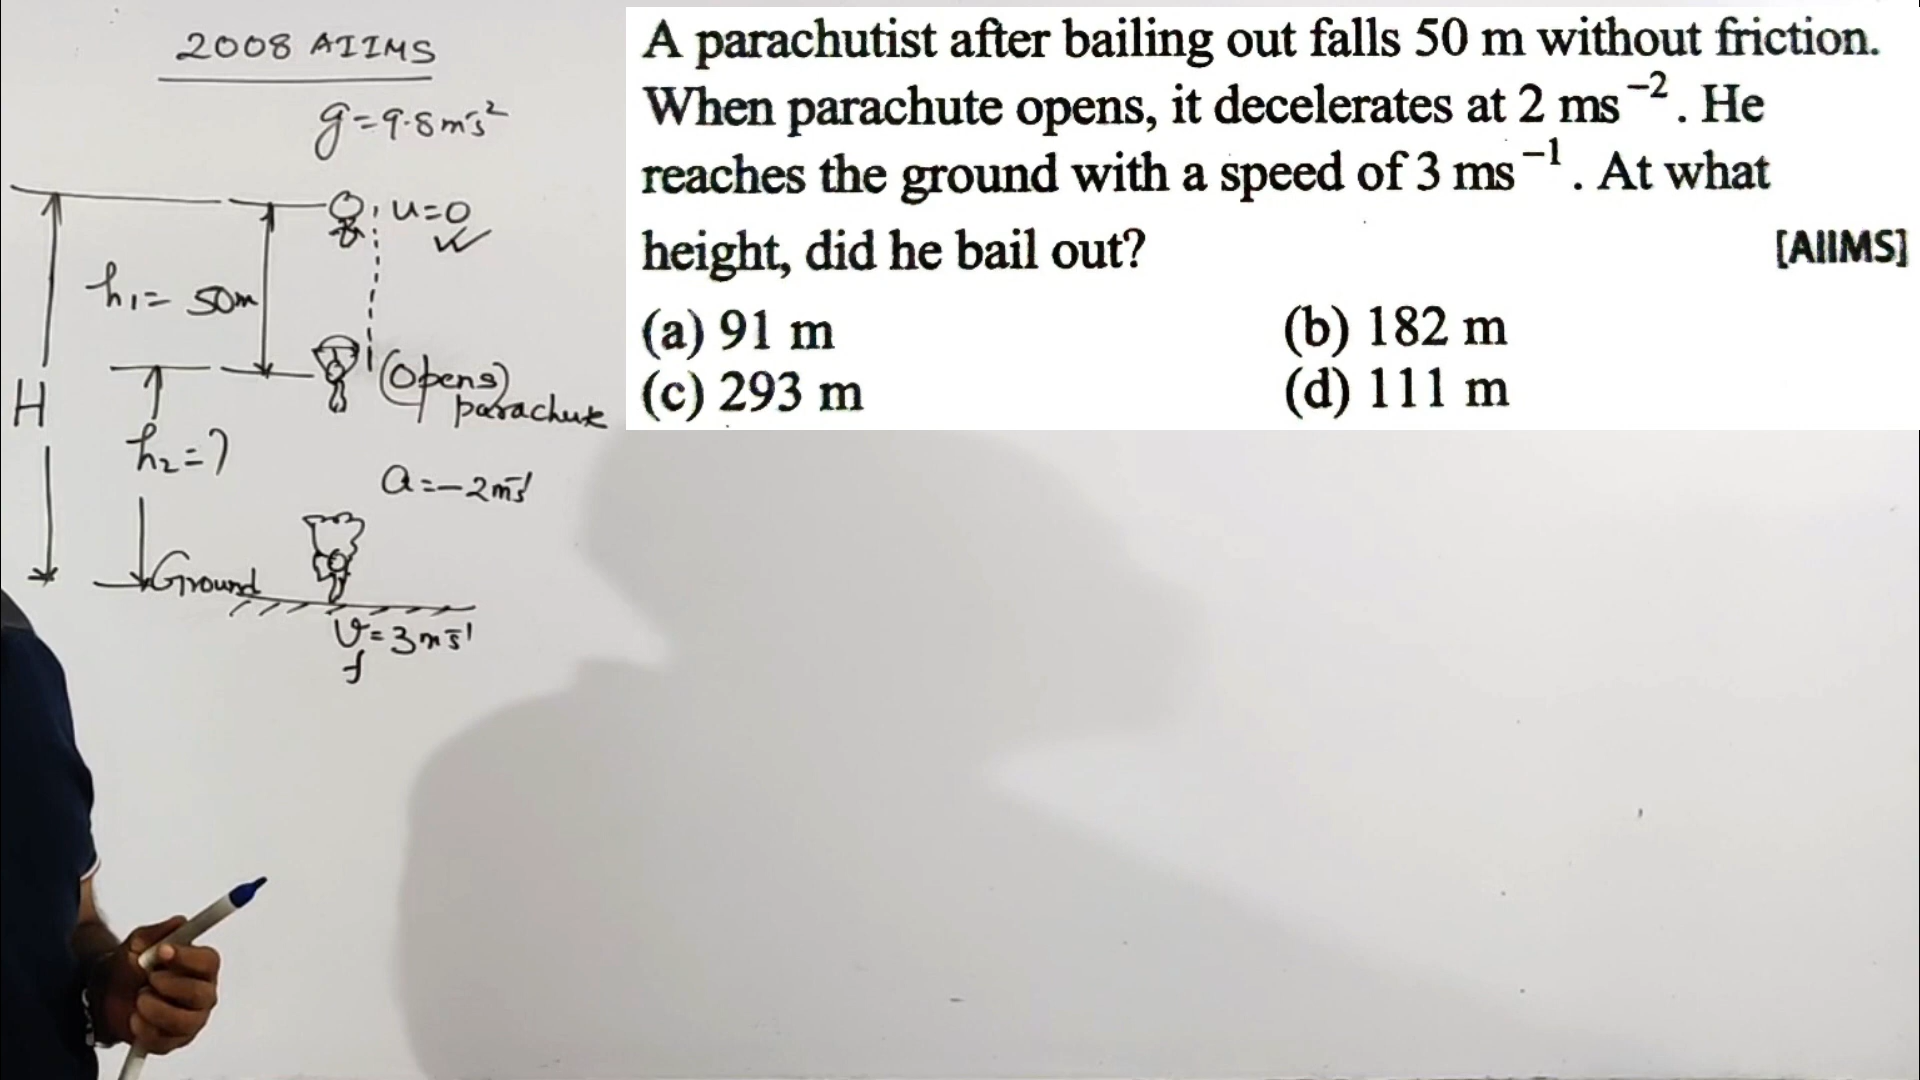 2008 AIIMS
g=9.8ms⁻²
u=0
h₁= 50m
(opens)
parachute
H
h₂=?
a=-2ms⁻¹
Ground
v=3ms⁻¹
f
A parachutist after bailing out falls 50 m without friction.
When parachute opens, it decelerates at 2 ms⁻². He
reaches the ground with a speed of 3 ms⁻¹. At what
height, did he bail out? [AIIMS]
(a) 91 m (b) 182 m
(c) 293 m (d) 111 m